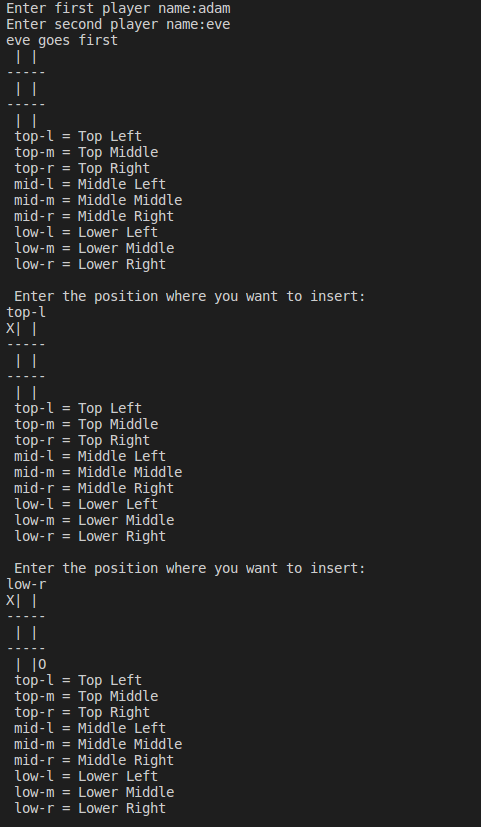 Enter first player name:adam
Enter second player name:eve
eve goes first
 | |
-----
 | |
-----
 | |
 top-l = Top Left
 top-m = Top Middle
 top-r = Top Right
 mid-l = Middle Left
 mid-m = Middle Middle
 mid-r = Middle Right
 low-l = Lower Left
 low-m = Lower Middle
 low-r = Lower Right

 Enter the position where you want to insert:
top-l
X| |
-----
 | |
-----
 | |
 top-l = Top Left
 top-m = Top Middle
 top-r = Top Right
 mid-l = Middle Left
 mid-m = Middle Middle
 mid-r = Middle Right
 low-l = Lower Left
 low-m = Lower Middle
 low-r = Lower Right

 Enter the position where you want to insert:
low-r
X| |
-----
 | |
-----
 | |O
 top-l = Top Left
 top-m = Top Middle
 top-r = Top Right
 mid-l = Middle Left
 mid-m = Middle Middle
 mid-r = Middle Right
 low-l = Lower Left
 low-m = Lower Middle
 low-r = Lower Right